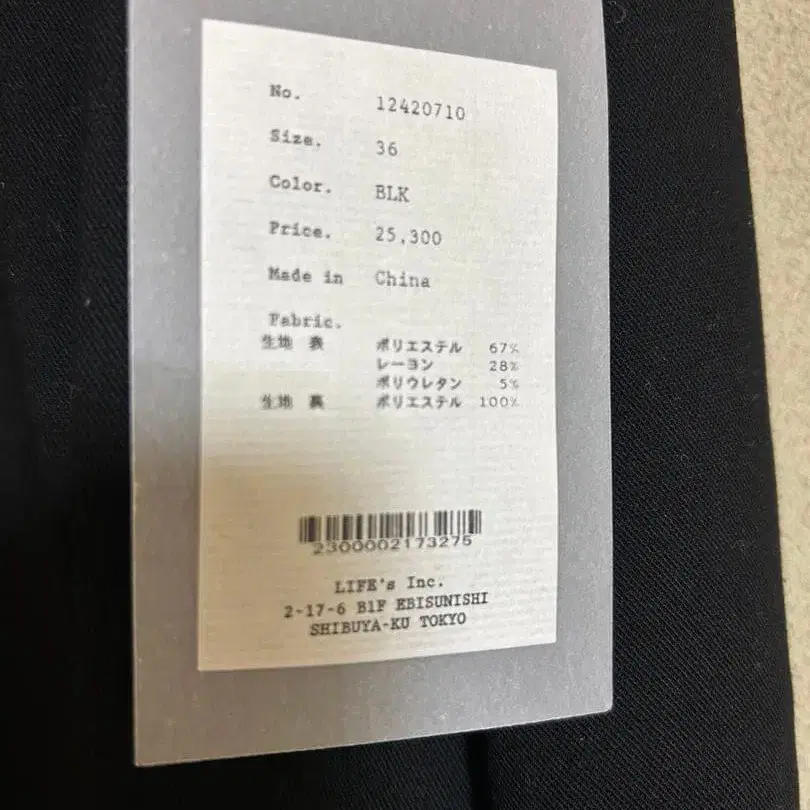 No. 12420710
Size. 36
Color. BLK
Price. 25,300
Made in China
Fabric.
生地 表 ポリエステル 67%
レーヨン 28%
ポリウレタン 5%
生地 裏 ポリエステル 100%
2300002173275
LIFE's Inc.
2-17-6 B1F EBISUNISHI
SHIBUYA-KU TOKYO